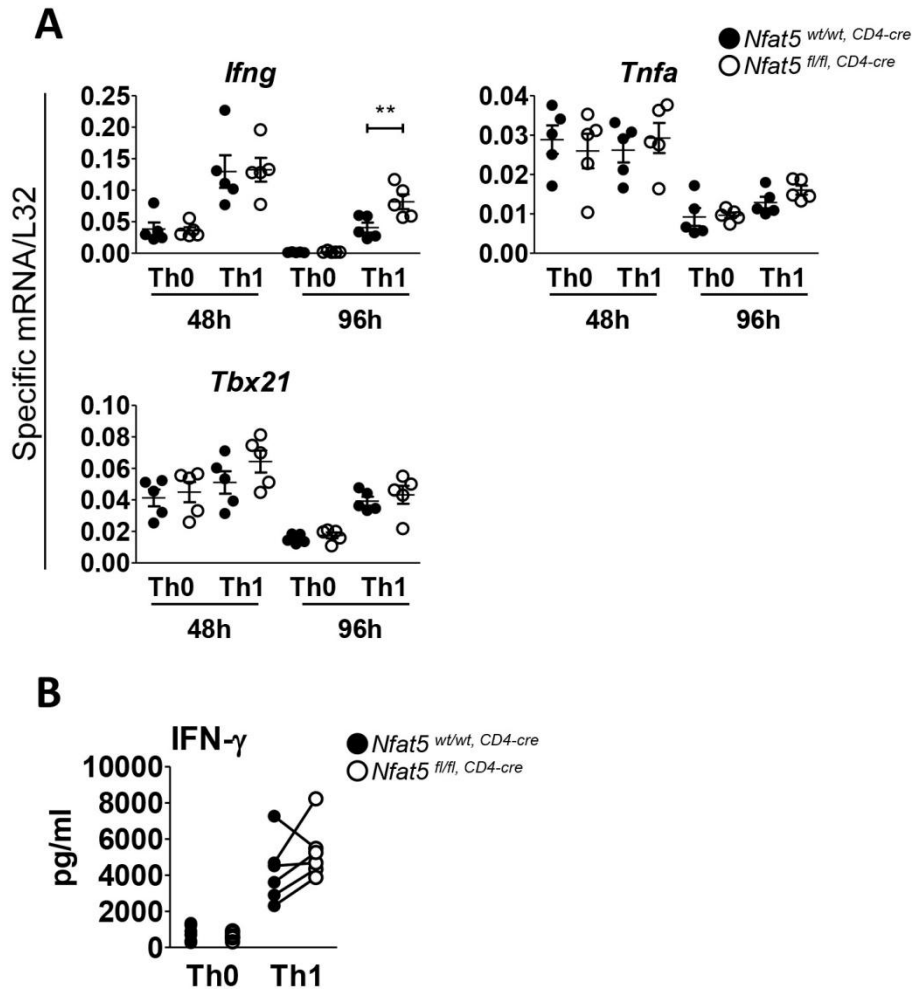 A
Nfat5 wt/wt, CD4-cre
Nfat5 fl/fl, CD4-cre
Specific mRNA/L32
Ifng
0.25
0.20
0.15
0.10
0.05
0.00
**
Th0 Th1 Th0 Th1
48h 96h
Tnfa
0.04
0.03
0.02
0.01
0.00
Th0 Th1 Th0 Th1
48h 96h
Tbx21
0.10
0.08
0.06
0.04
0.02
0.00
Th0 Th1 Th0 Th1
48h 96h
B
IFN-γ
Nfat5 wt/wt, CD4-cre
Nfat5 fl/fl, CD4-cre
pg/ml
10000
8000
6000
4000
2000
0
Th0 Th1